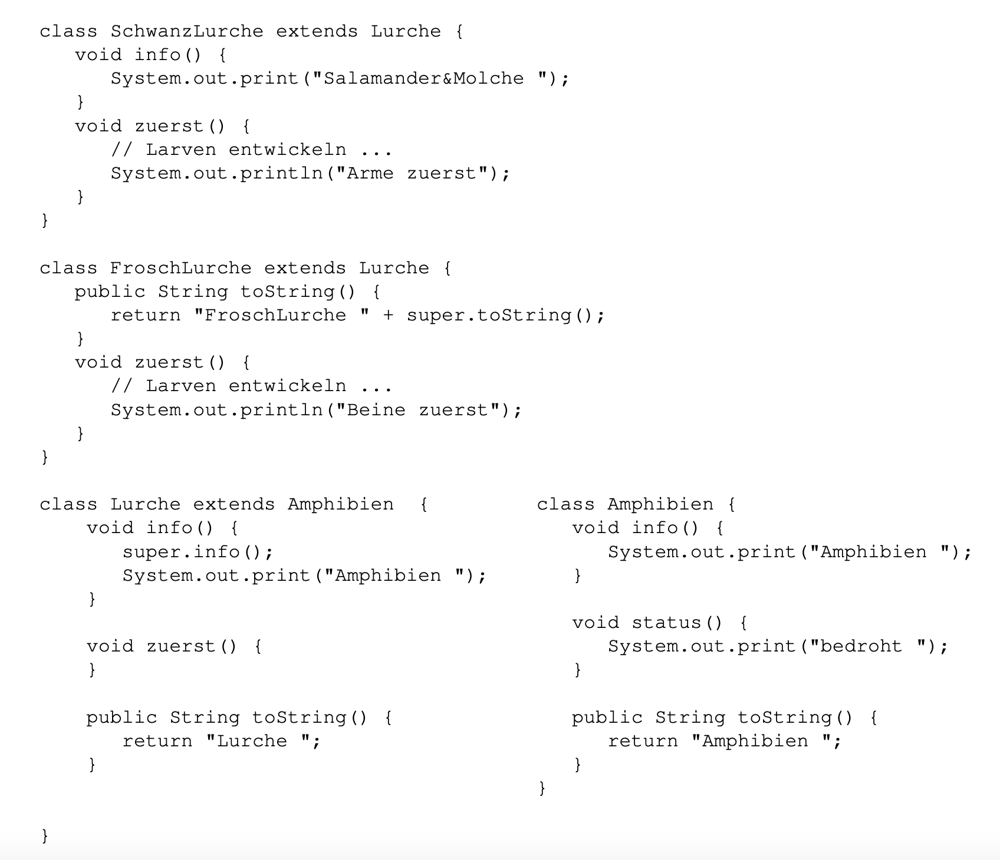 class SchwanzLurche extends Lurche {
   void info() {
      System.out.print("Salamander&Molche ");
   }
   void zuerst() {
      // Larven entwickeln ...
      System.out.println("Arme zuerst");
   }
}

class FroschLurche extends Lurche {
   public String toString() {
      return "FroschLurche " + super.toString();
   }
   void zuerst() {
      // Larven entwickeln ...
      System.out.println("Beine zuerst");
   }
}

class Lurche extends Amphibien  {
    void info() {
       super.info();
       System.out.print("Amphibien ");
    }

    void zuerst() {
    }

    public String toString() {
       return "Lurche ";
    }

}

class Amphibien {
   void info() {
      System.out.print("Amphibien ");
   }

   void status() {
      System.out.print("bedroht ");
   }

   public String toString() {
      return "Amphibien ";
   }
}